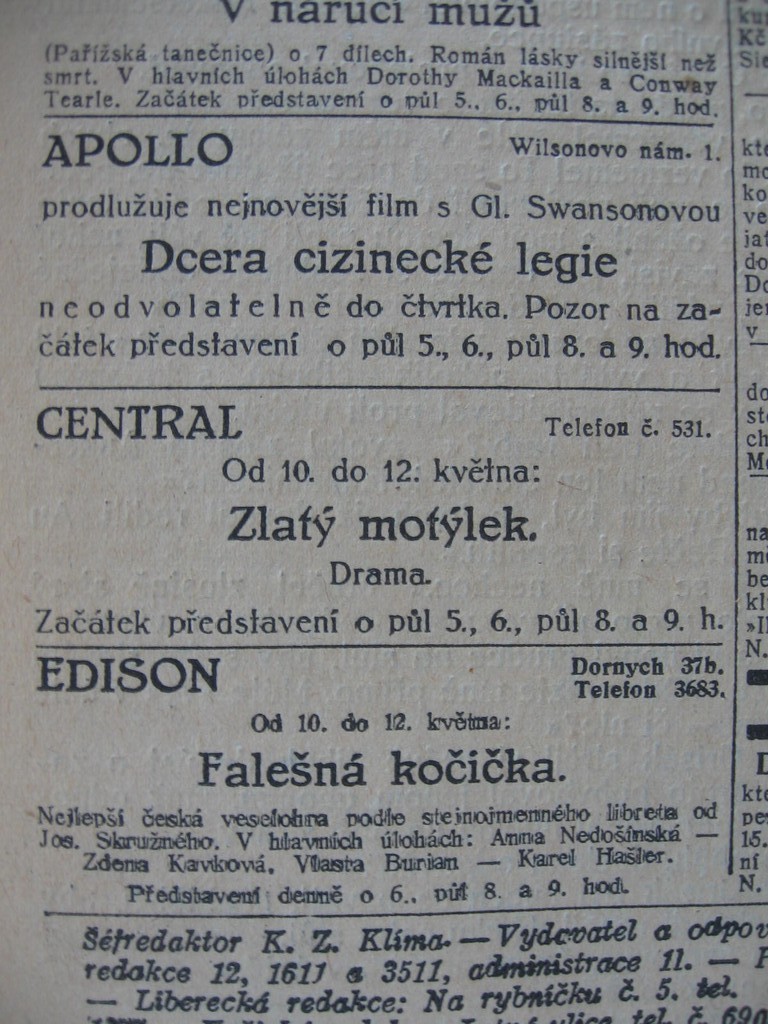 V náručí mužů
(Pařížská tanečnice) o 7 dílech. Román lásky silnější než
smrt. V hlavních úlohách Dorothy Mackailla a Conway
Tearle. Začátek představení o půl 5., 6., půl 8. a 9. hod.
APOLLO Wilsonovo nám. 1.
prodlužuje nejnovější film s Gl. Swansonovou
Dcera cizinecké legie
neodvolatelně do čtvrtka. Pozor na za-
čátek představení o půl 5., 6., půl 8. a 9. hod.
CENTRAL Telefon č. 531.
Od 10. do 12. května:
Zlatý motýlek.
Drama.
Začátek představení o půl 5., 6., půl 8. a 9. h.
EDISON Dornych 37b.
Telefon 3683.
Od 10. do 12. května:
Falešná kočička.
Nejlepší česká veselohra podle stejnojmenného libreta od
Jos. Skružného. V hlavních úlohách: Anna Nedošínská —
Zdena Kavková, Vlasta Burian — Karel Hašler.
Představení denně o 6., půl 8. a 9. hod.
Šéfredaktor K. Z. Klíma. — Vydavatel a odpov
redakce 12, 1611 a 3511, administrace 11. —
— Liberecká redakce: Na rybníčku č. 5. tel.
ulice tel. č. 690